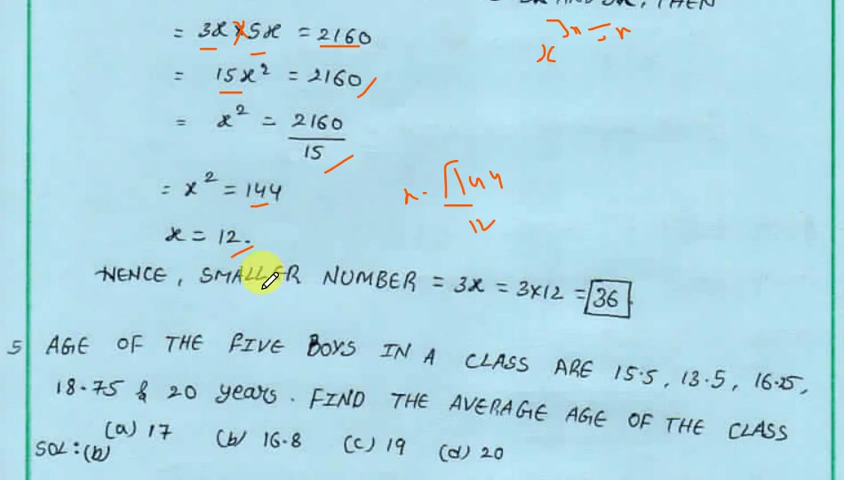 THEN
= 3x × 5x = 2160
= 15x² = 2160
= x² = 2160
15
= x² = 144
x = 12.
HENCE, SMALLER NUMBER = 3x = 3×12 = 36
√144
12
5 AGE OF THE FIVE BOYS IN A CLASS ARE 15.5, 13.5, 16.25,
18.75 & 20 years. FIND THE AVERAGE AGE OF THE CLASS
(a) 17 (b) 16.8 (c) 19 (d) 20
SOL: (b)